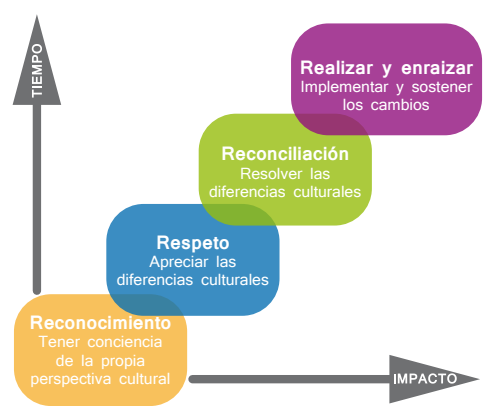 TIEMPO
Realizar y enraizar
Implementar y sostener
los cambios
Reconciliación
Resolver las
diferencias culturales
Respeto
Apreciar las
diferencias culturales
Reconocimiento
Tener conciencia
de la propia
perspectiva cultural
IMPACTO